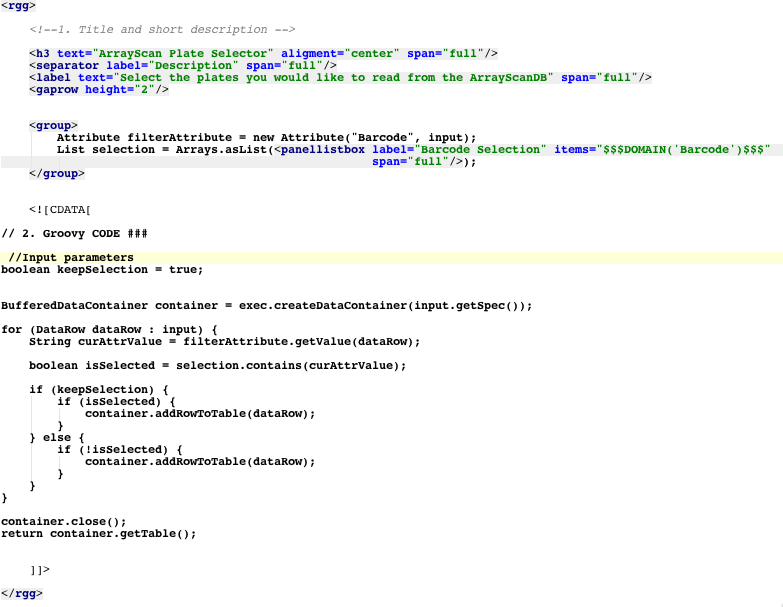 <rgg>
<!--1. Title and short description -->
<h3 text="ArrayScan Plate Selector" aligment="center" span="full"/>
<separator label="Description" span="full"/>
<label text="Select the plates you would like to read from the ArrayScanDB" span="full"/>
<gaprow height="2"/>
<group>
Attribute filterAttribute = new Attribute("Barcode", input);
List selection = Arrays.asList(<panellistbox label="Barcode Selection" items="$$$DOMAIN('Barcode')$$$"
span="full"/>);
</group>
<![CDATA[
// 2. Groovy CODE ###
//Input parameters
boolean keepSelection = true;
BufferedDataContainer container = exec.createDataContainer(input.getSpec());
for (DataRow dataRow : input) {
String curAttrValue = filterAttribute.getValue(dataRow);
boolean isSelected = selection.contains(curAttrValue);
if (keepSelection) {
if (isSelected) {
container.addRowToTable(dataRow);
}
} else {
if (!isSelected) {
container.addRowToTable(dataRow);
}
}
}
container.close();
return container.getTable();
]]>
</rgg>